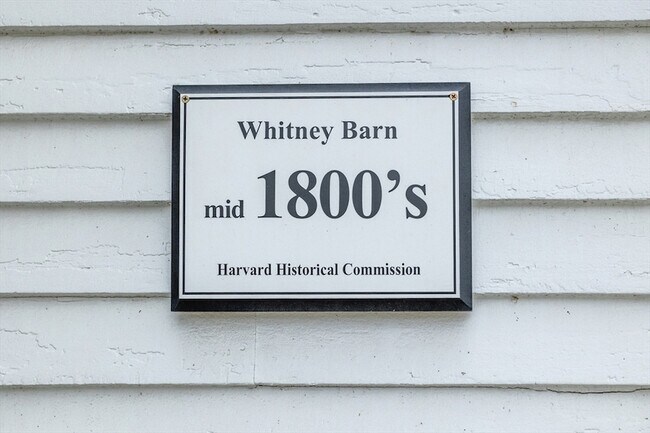 Whitney Barn
mid 1800's
Harvard Historical Commission